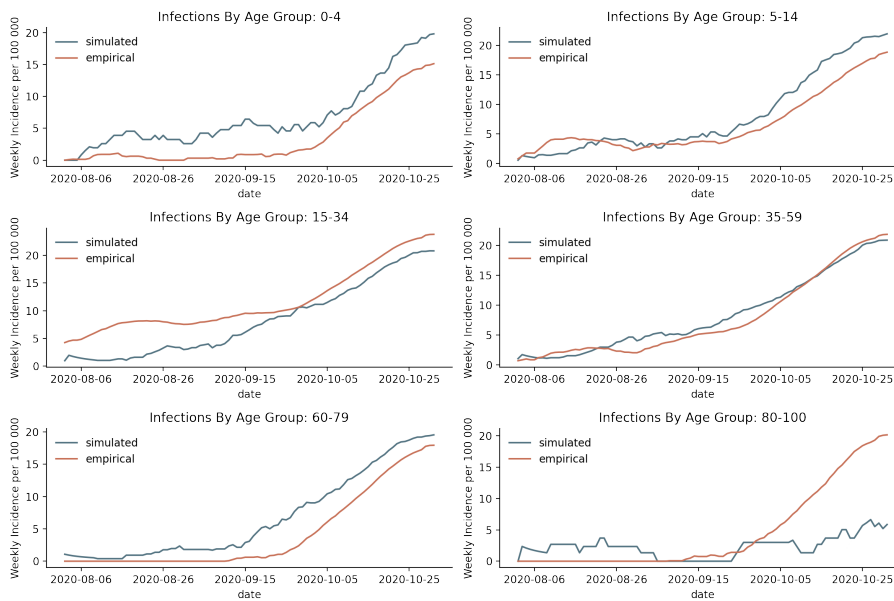 Infections By Age Group: 0-4
Weekly Incidence per 100 000
20
15
10
5
0
simulated
empirical
2020-08-06 2020-08-26 2020-09-15 2020-10-05 2020-10-25
date
Infections By Age Group: 5-14
Weekly Incidence per 100 000
20
15
10
5
0
simulated
empirical
2020-08-06 2020-08-26 2020-09-15 2020-10-05 2020-10-25
date
Infections By Age Group: 15-34
Weekly Incidence per 100 000
20
15
10
5
0
simulated
empirical
2020-08-06 2020-08-26 2020-09-15 2020-10-05 2020-10-25
date
Infections By Age Group: 35-59
Weekly Incidence per 100 000
20
15
10
5
0
simulated
empirical
2020-08-06 2020-08-26 2020-09-15 2020-10-05 2020-10-25
date
Infections By Age Group: 60-79
Weekly Incidence per 100 000
20
15
10
5
0
simulated
empirical
2020-08-06 2020-08-26 2020-09-15 2020-10-05 2020-10-25
date
Infections By Age Group: 80-100
Weekly Incidence per 100 000
20
15
10
5
0
simulated
empirical
2020-08-06 2020-08-26 2020-09-15 2020-10-05 2020-10-25
date